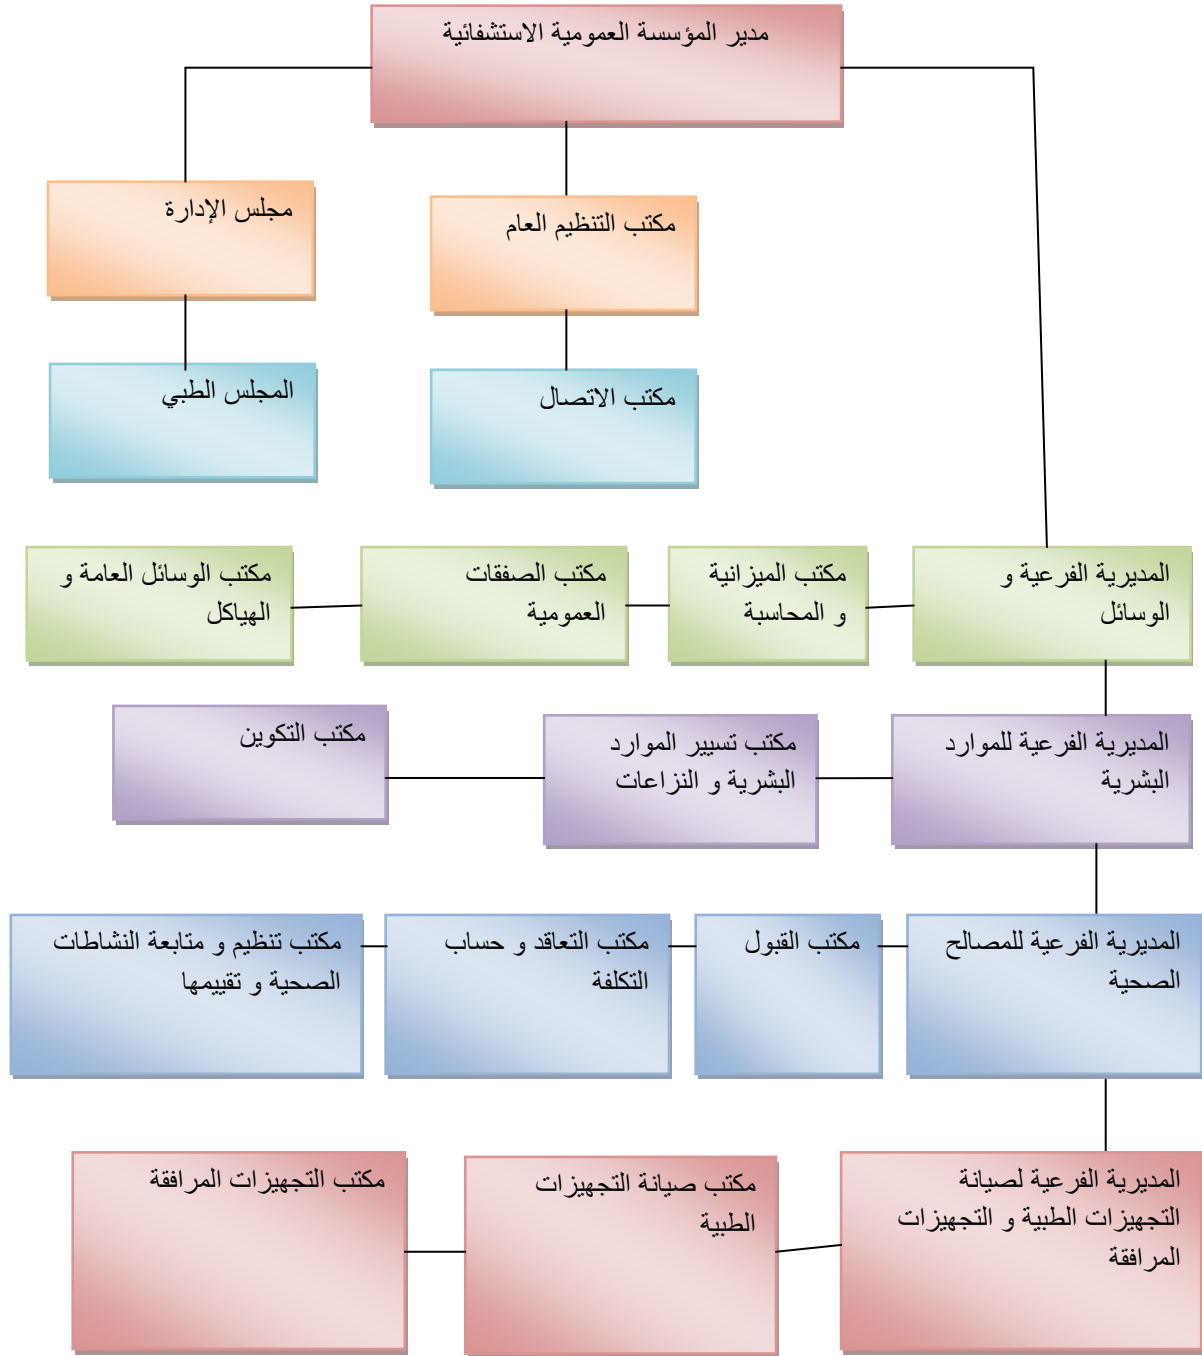 مدير المؤسسة العمومية الاستشفائية
مكتب التنظيم العام
مجلس الإدارة
مكتب الاتصال
المجلس الطبي
المديرية الفرعية و
الوسائل
مكتب الميزانية
و المحاسبة
مكتب الصفقات
العمومية
مكتب الوسائل العامة و
الهياكل
المديرية الفرعية للموارد
البشرية
مكتب تسيير الموارد
البشرية و النزاعات
مكتب التكوين
المديرية الفرعية للمصالح
الصحية
مكتب القبول
مكتب التعاقد و حساب
التكلفة
مكتب تنظيم و متابعة النشاطات
الصحية و تقييمها
المديرية الفرعية لصيانة
التجهيزات الطبية و التجهيزات
المرافقة
مكتب صيانة التجهيزات
الطبية
مكتب التجهيزات المرافقة